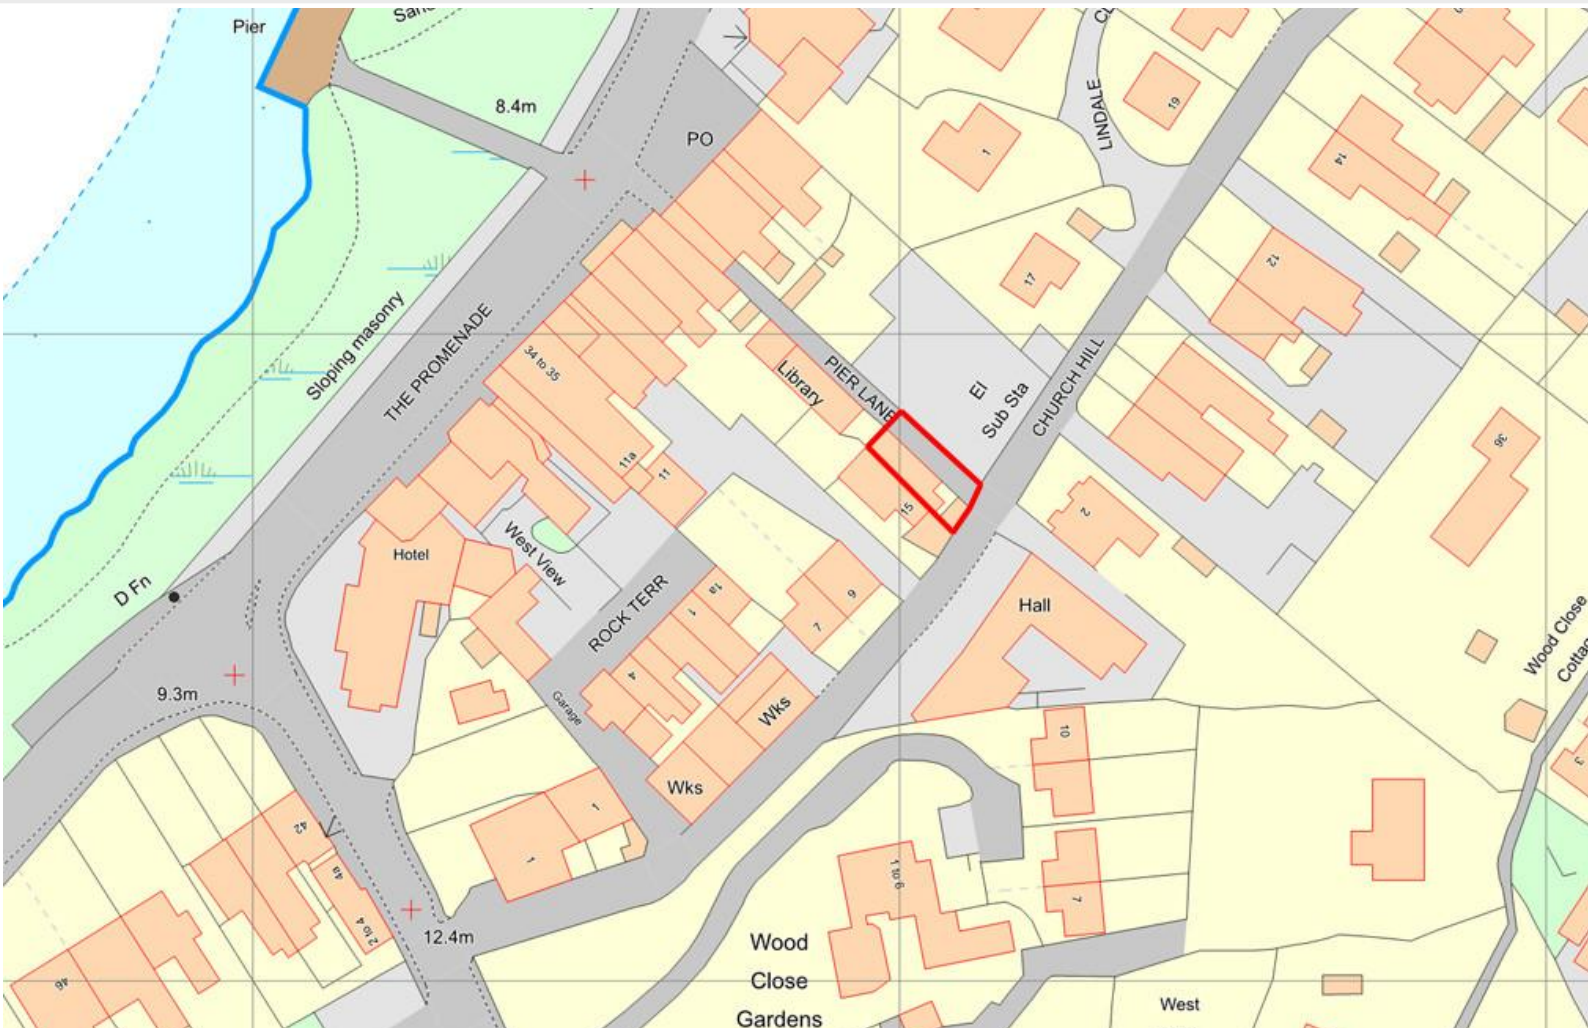 Pier
8.4m
PO
CL
LINDALE
19
1
14
17
12
Sloping masonry
THE PROMENADE
34 to 35
Library
PIER LANE
El
Sub Sta
CHURCH HILL
11a
11
15
2
36
Hotel
West View
D Fn
ROCK TERR
1a
1
4
9
7
Hall
Wood Close
Garage
9.3m
Wks
Wks
10
3
1
1
42
4a
2 to 4
1 to 6
7
12.4m
46
Wood
Close
Gardens
West